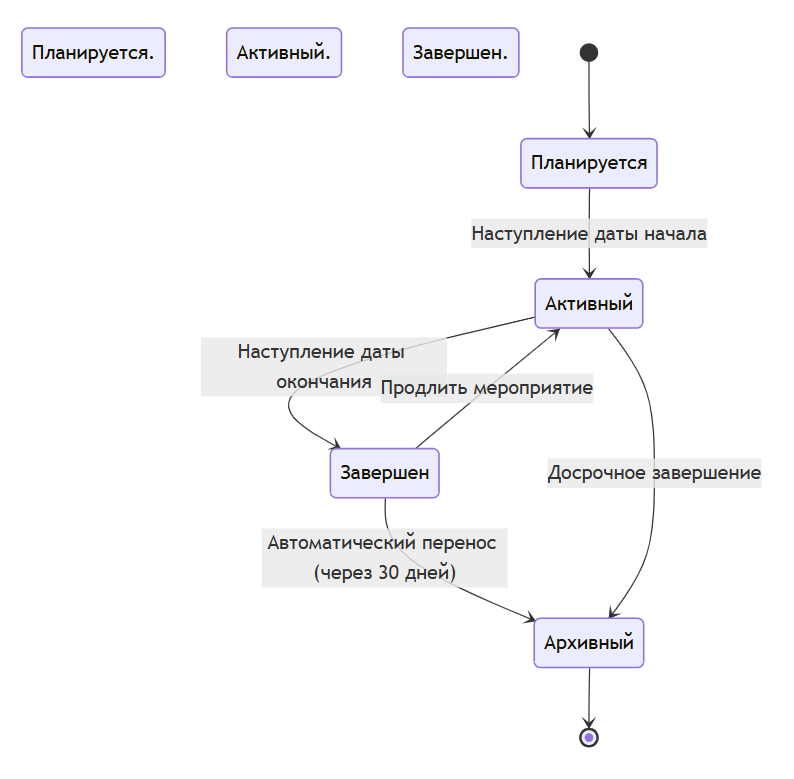 Планируется.
Активный.
Завершен.
Планируется
Наступление даты начала
Активный
Наступление даты
окончания
Продлить мероприятие
Завершен
Досрочное завершение
Автоматический перенос
(через 30 дней)
Архивный